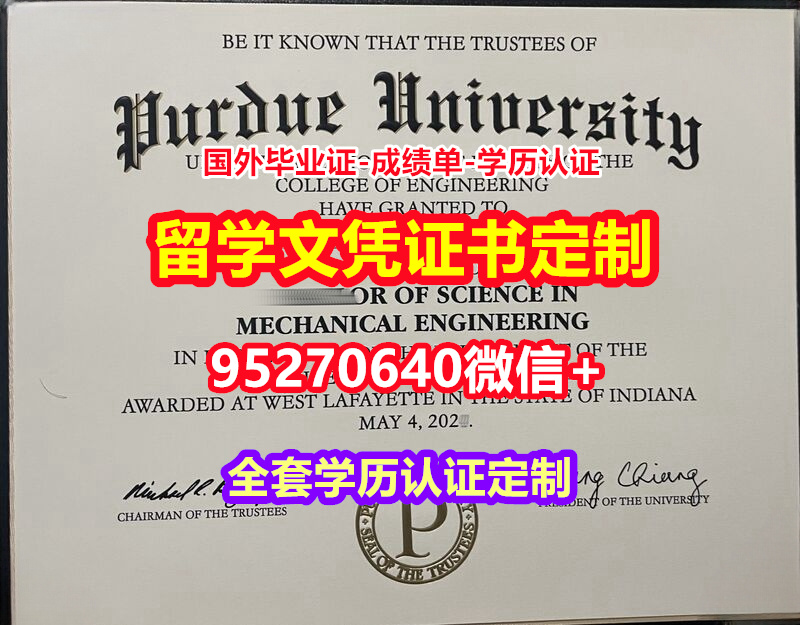 BE IT KNOWN THAT THE TRUSTEES OF
Purdue University
国外毕业证-成绩单-学历认证
THE
COLLEGE OF ENGINEERING
HAVE GRANTED TO
留学文凭证书定制
OR OF SCIENCE IN
MECHANICAL ENGINEERING
IN OF THE
95270640微信+
AWARDED AT WEST LAFAYETTE IN THE STATE OF INDIANA
MAY 4, 202
全套学历认证定制
CHAIRMAN OF THE TRUSTEES
Chiang
PRESIDENT OF THE UNIVERSITY
P
SEAL OF THE TRUSTEES